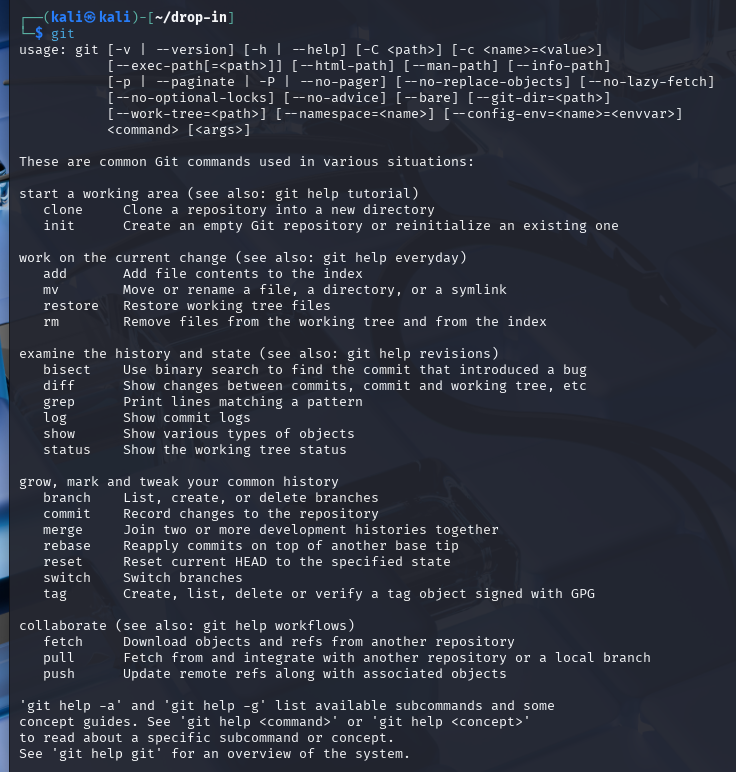 ┌──(kali㉿kali)-[~/drop-in]
└─$ git
usage: git [-v | --version] [-h | --help] [-C <path>] [-c <name>=<value>]
           [--exec-path[=<path>]] [--html-path] [--man-path] [--info-path]
           [-p | --paginate | -P | --no-pager] [--no-replace-objects] [--no-lazy-fetch]
           [--no-optional-locks] [--no-advice] [--bare] [--git-dir=<path>]
           [--work-tree=<path>] [--namespace=<name>] [--config-env=<name>=<envvar>]
           <command> [<args>]

These are common Git commands used in various situations:

start a working area (see also: git help tutorial)
   clone     Clone a repository into a new directory
   init      Create an empty Git repository or reinitialize an existing one

work on the current change (see also: git help everyday)
   add       Add file contents to the index
   mv        Move or rename a file, a directory, or a symlink
   restore   Restore working tree files
   rm        Remove files from the working tree and from the index

examine the history and state (see also: git help revisions)
   bisect    Use binary search to find the commit that introduced a bug
   diff      Show changes between commits, commit and working tree, etc
   grep      Print lines matching a pattern
   log       Show commit logs
   show      Show various types of objects
   status    Show the working tree status

grow, mark and tweak your common history
   branch    List, create, or delete branches
   commit    Record changes to the repository
   merge     Join two or more development histories together
   rebase    Reapply commits on top of another base tip
   reset     Reset current HEAD to the specified state
   switch    Switch branches
   tag       Create, list, delete or verify a tag object signed with GPG

collaborate (see also: git help workflows)
   fetch     Download objects and refs from another repository
   pull      Fetch from and integrate with another repository or a local branch
   push      Update remote refs along with associated objects

'git help -a' and 'git help -g' list available subcommands and some
concept guides. See 'git help <command>' or 'git help <concept>'
to read about a specific subcommand or concept.
See 'git help git' for an overview of the system.